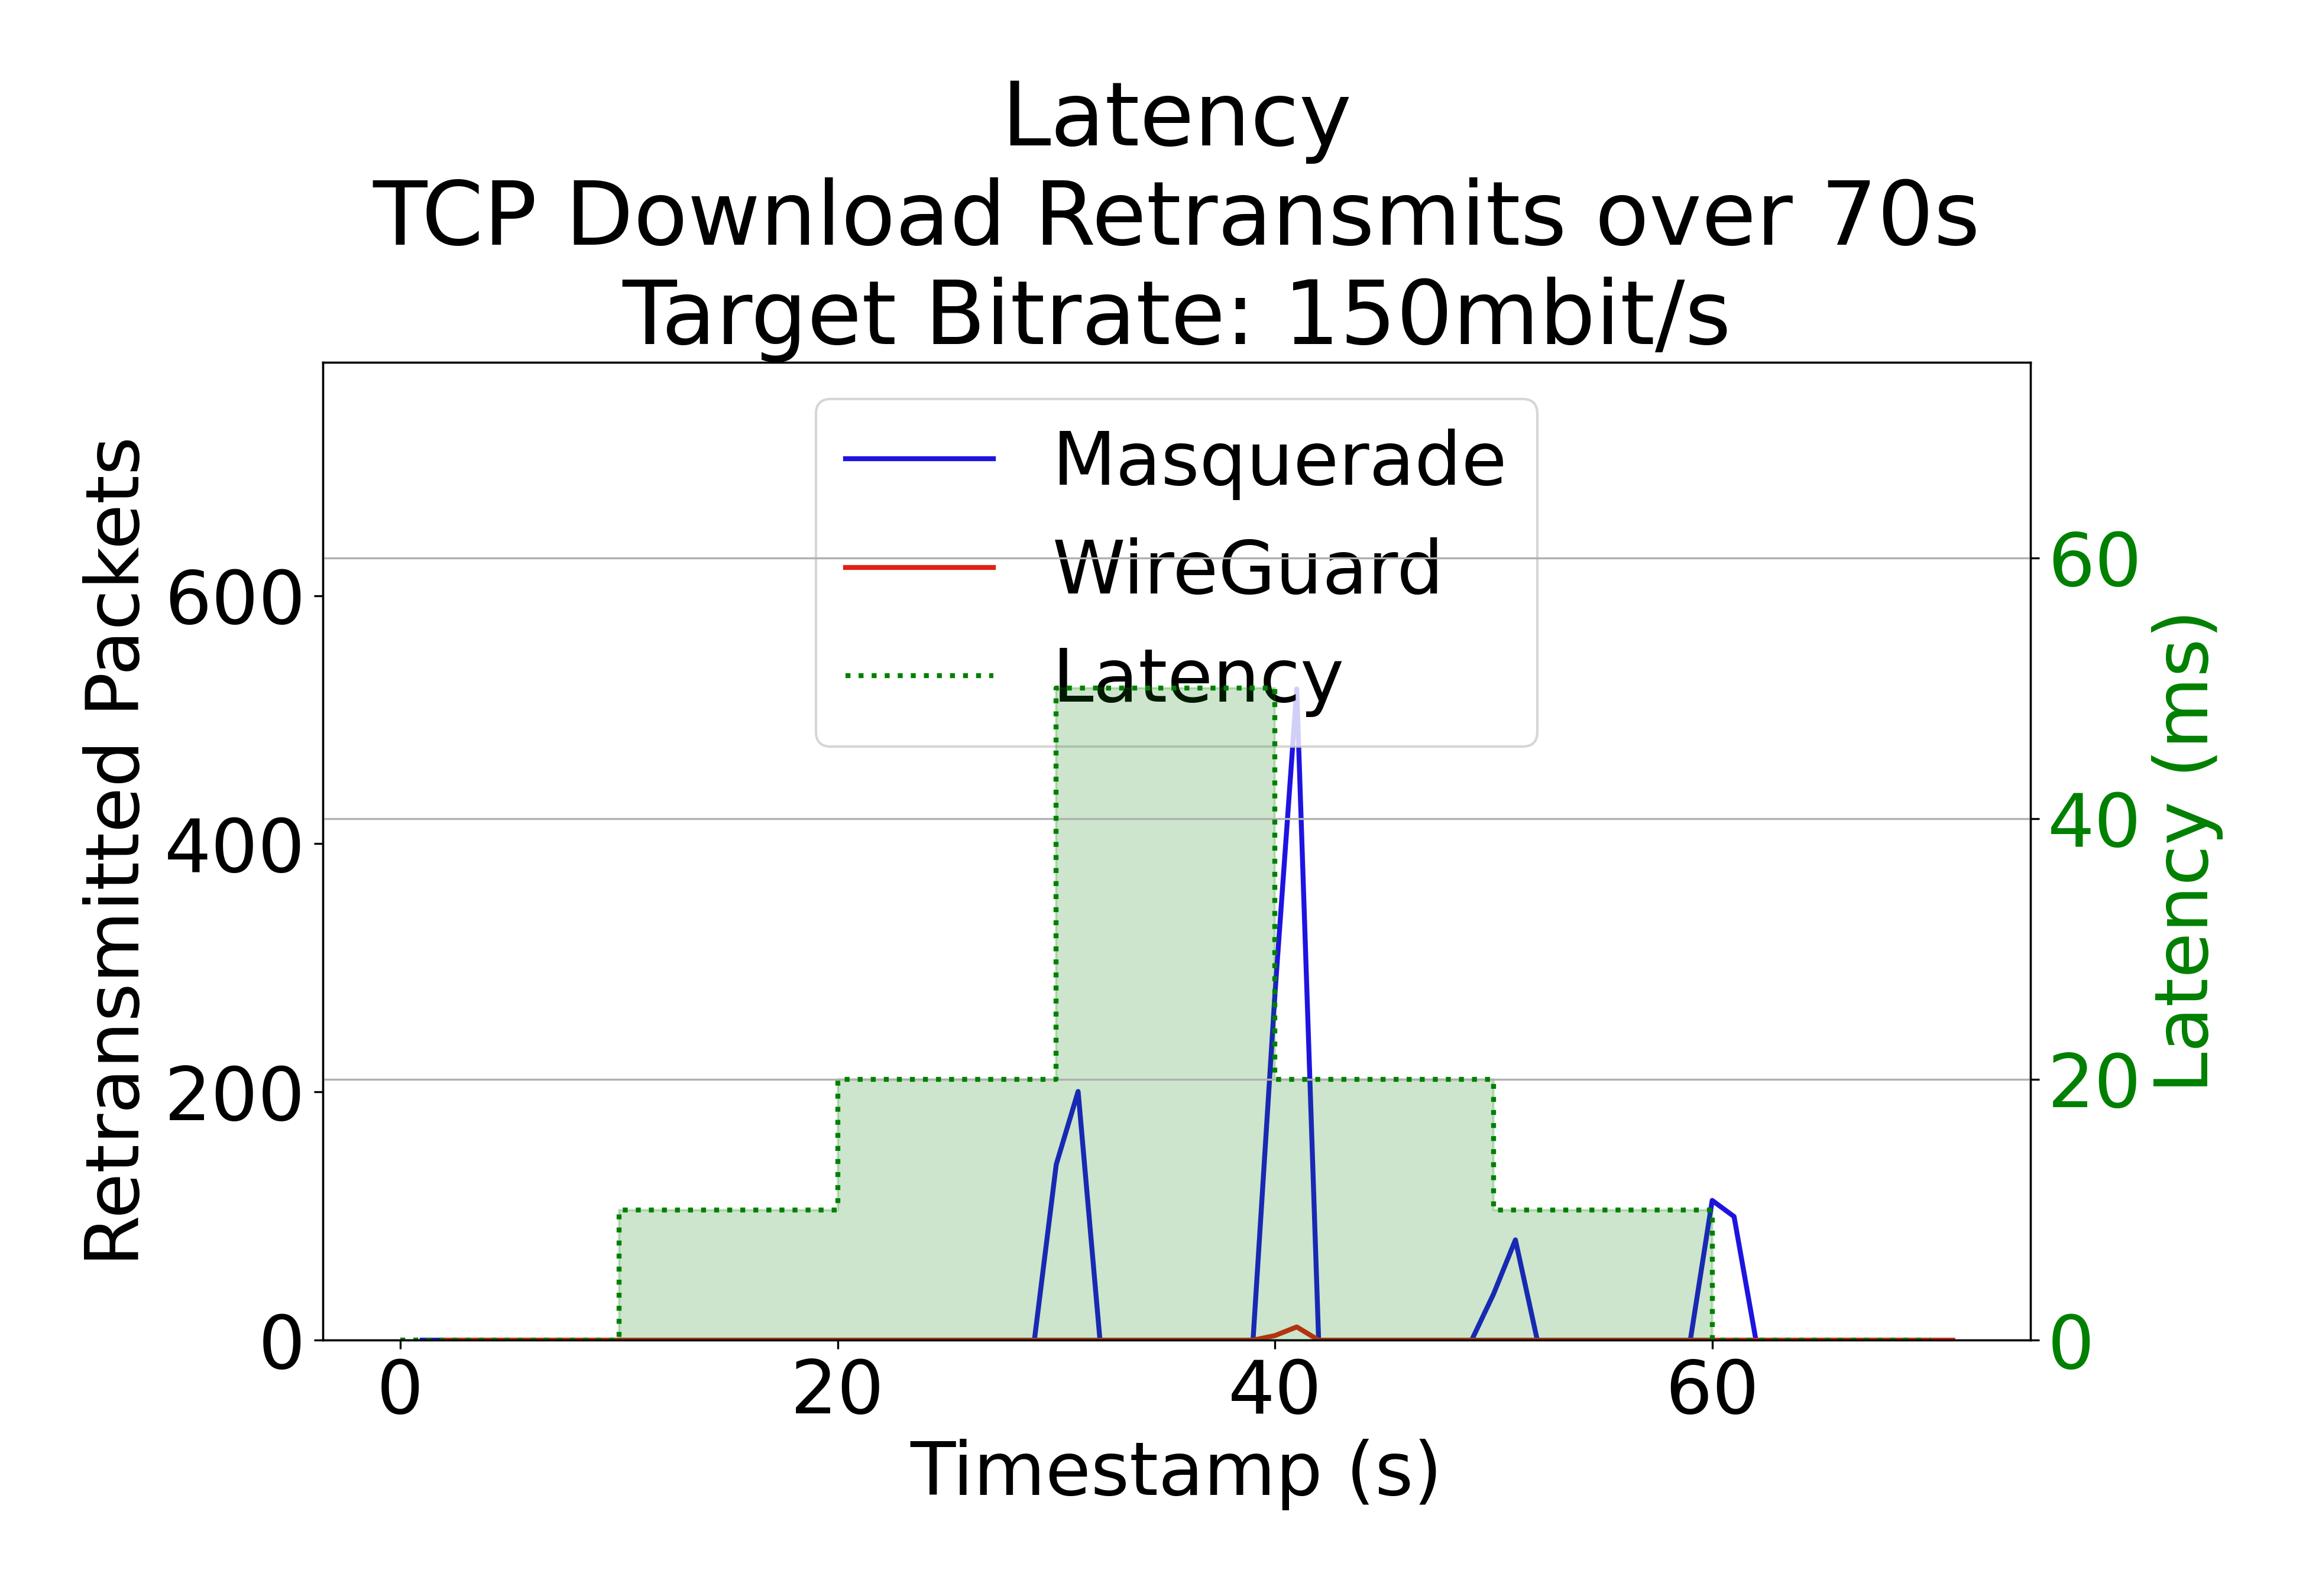 Latency
TCP Download Retransmits over 70s
Target Bitrate: 150mbit/s
Masquerade
WireGuard
Latency
Retransmitted Packets
600
400
200
0
60
40
20
0
Latency (ms)
0 20 40 60
Timestamp (s)